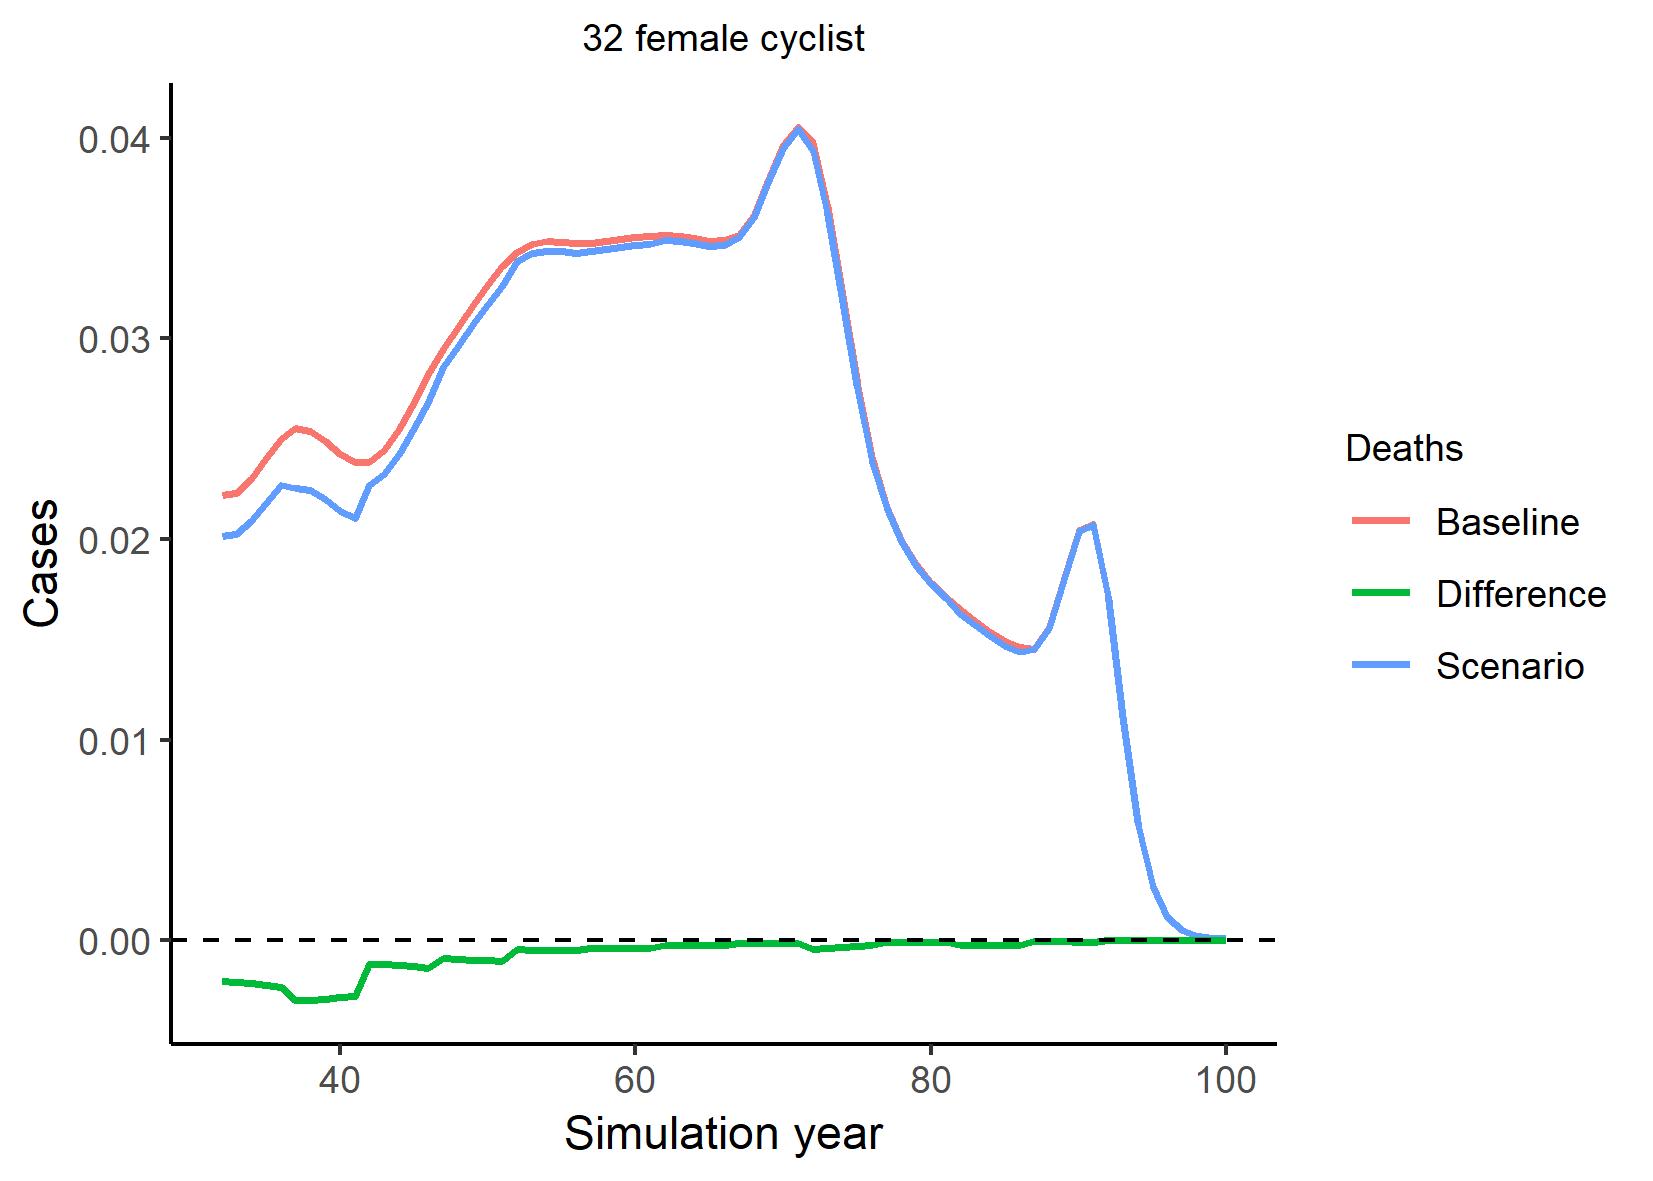 32 female cyclist
0.04
0.03
0.02
0.01
0.00
Cases
40 60 80 100
Simulation year
Deaths
Baseline
Difference
Scenario